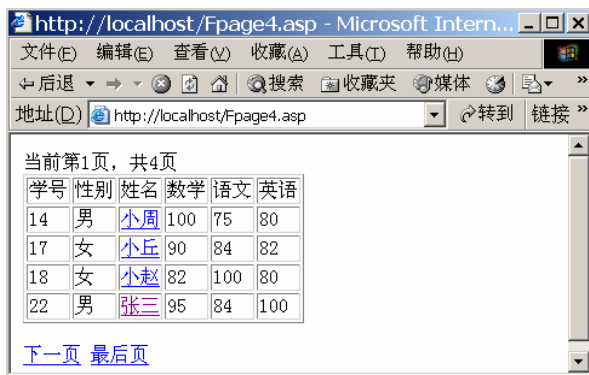 http://localhost/Fpage4.asp - Microsoft Intern...
文件(F) 编辑(E) 查看(V) 收藏(A) 工具(T) 帮助(H)
后退 搜索 收藏夹 媒体 »
地址(D) http://localhost/Fpage4.asp 转到 链接 »
当前第1页，共4页
学号 性别 姓名 数学 语文 英语
14 男 小周 100 75 80
17 女 小丘 90 84 82
18 女 小赵 82 100 80
22 男 张三 95 84 100
下一页 最后页